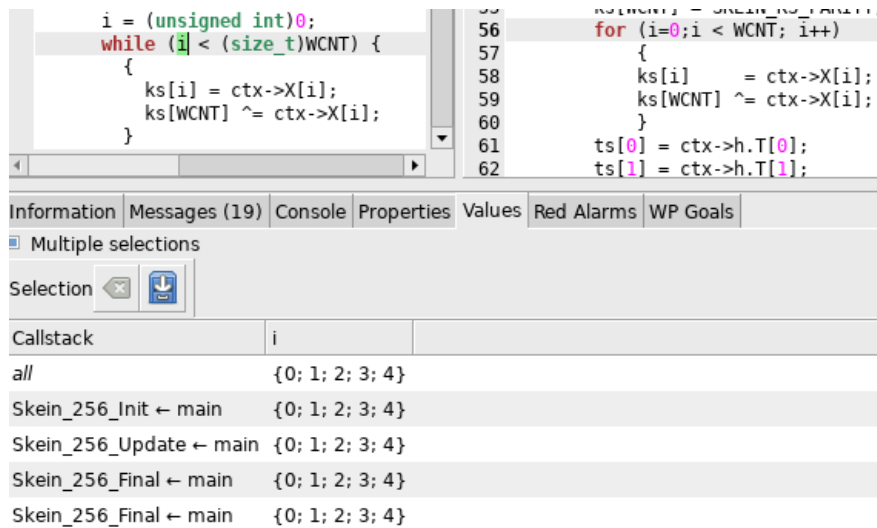 i = (unsigned int)0;
while (i < (size_t)WCNT) {
{
ks[i] = ctx->X[i];
ks[WCNT] ^= ctx->X[i];
}
55 ks[WCNT] = SKEIN_KS_PARITY;
56 for (i=0;i < WCNT; i++)
57 {
58 ks[i] = ctx->X[i];
59 ks[WCNT] ^= ctx->X[i];
60 }
61 ts[0] = ctx->h.T[0];
62 ts[1] = ctx->h.T[1];
Information Messages (19) Console Properties Values Red Alarms WP Goals
Multiple selections
Selection
Callstack i
all {0; 1; 2; 3; 4}
Skein_256_Init ← main {0; 1; 2; 3; 4}
Skein_256_Update ← main {0; 1; 2; 3; 4}
Skein_256_Final ← main {0; 1; 2; 3; 4}
Skein_256_Final ← main {0; 1; 2; 3; 4}